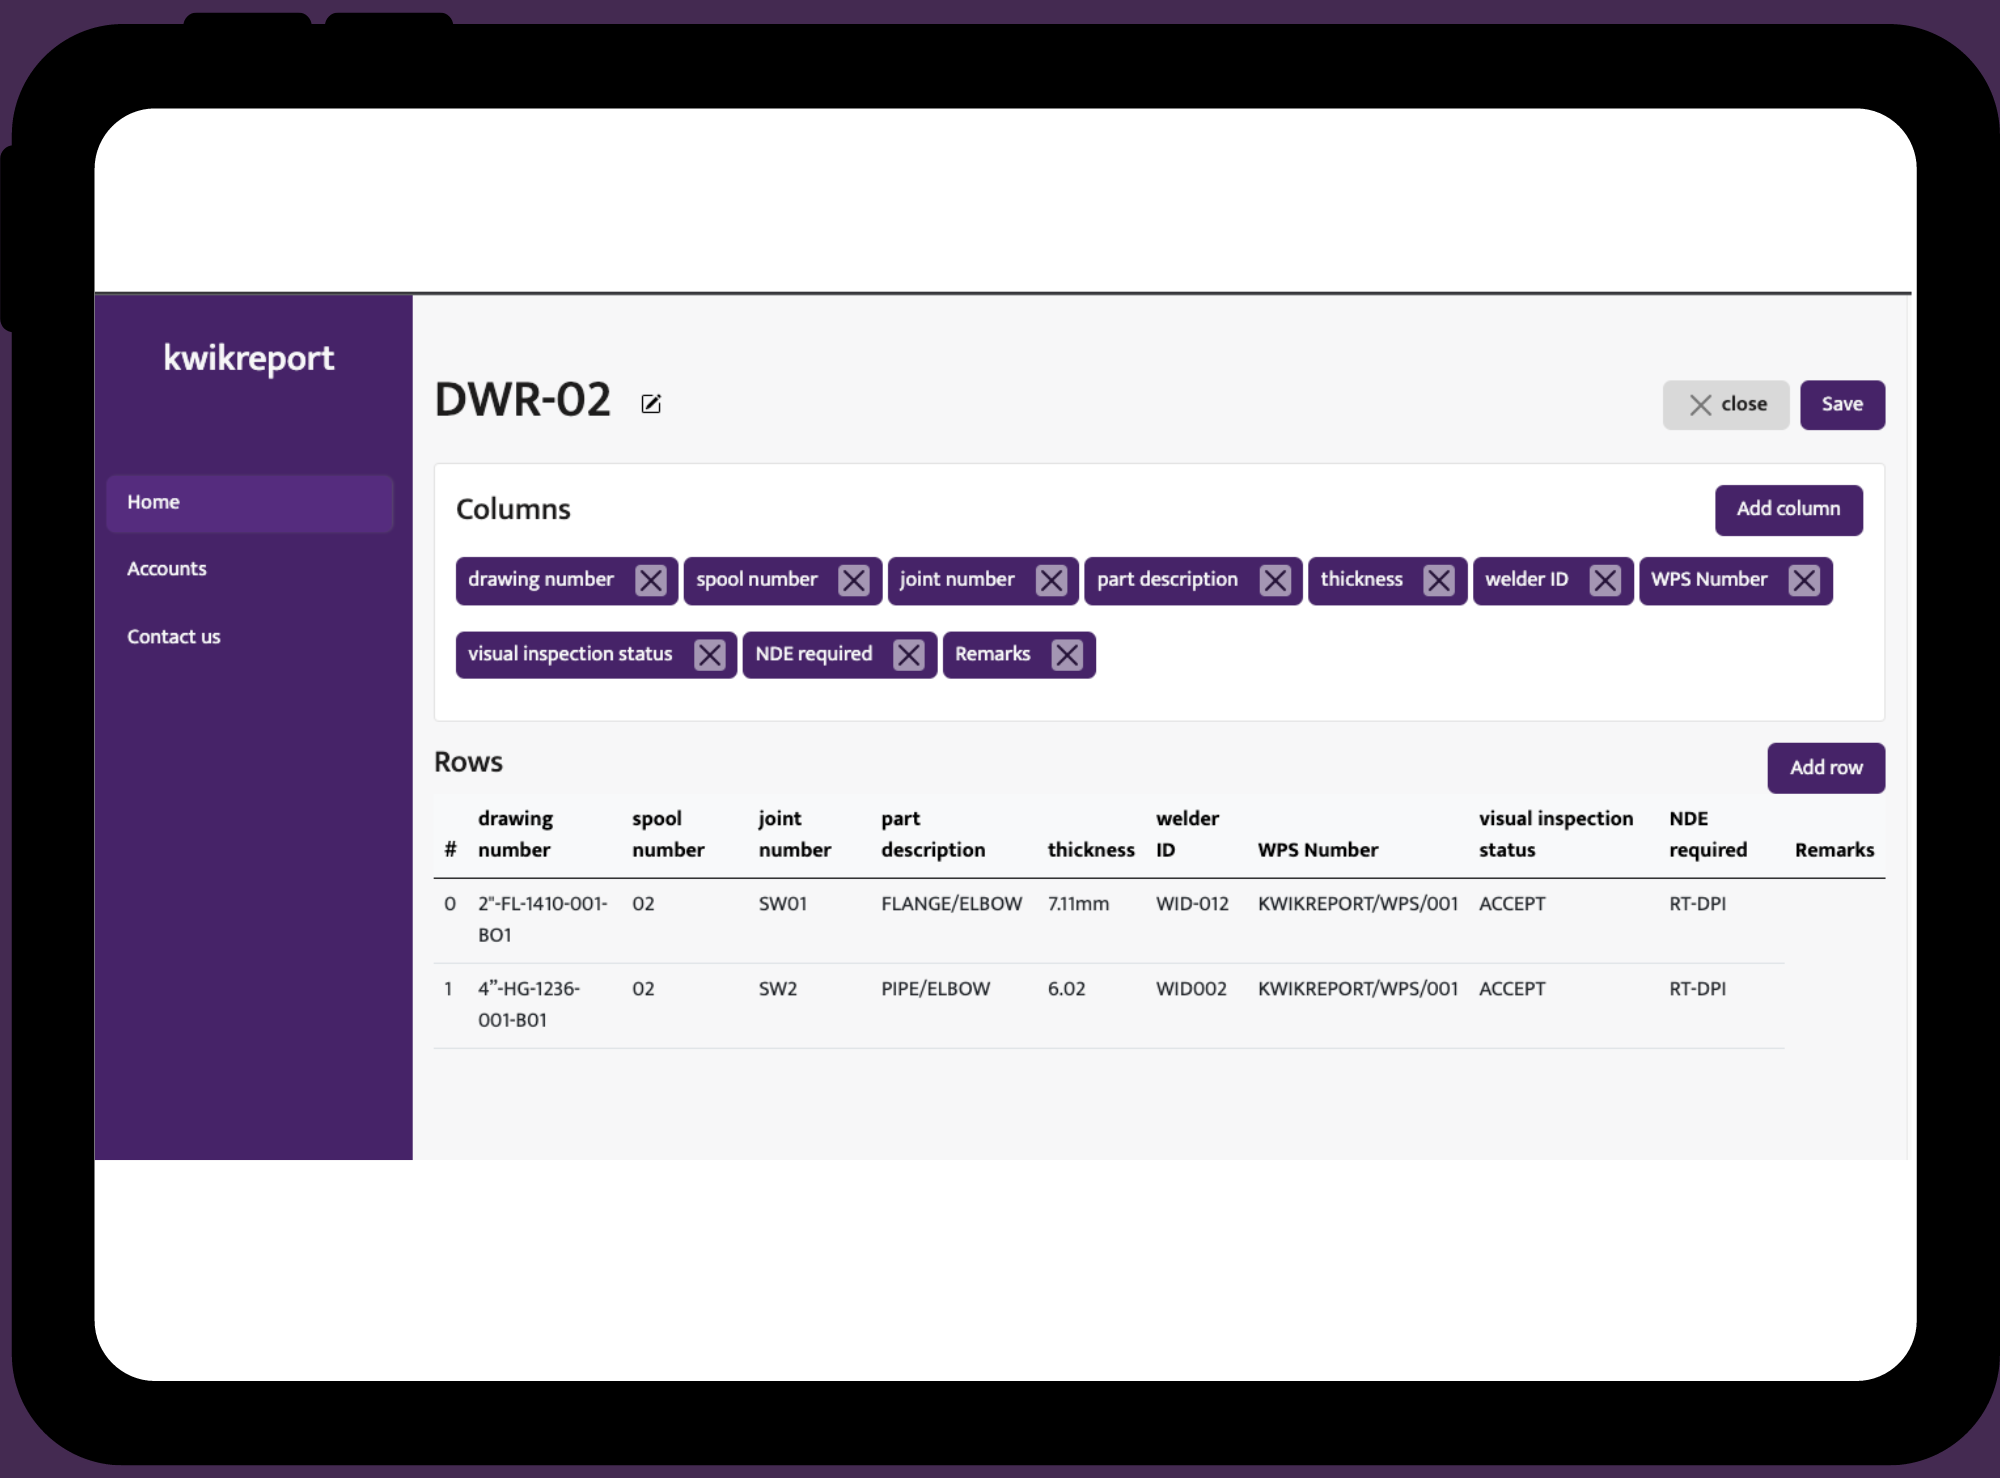 kwikreport
Home
Accounts
Contact us
DWR-02
close
Save
Columns
Add column
drawing number
spool number
joint number
part description
thickness
welder ID
WPS Number
visual inspection status
NDE required
Remarks
Rows
Add row
# drawing number spool number joint number part description thickness welder ID WPS Number visual inspection status NDE required Remarks
0 2"-FL-1410-001-BO1 02 SW01 FLANGE/ELBOW 7.11mm WID-012 KWIKREPORT/WPS/001 ACCEPT RT-DPI
1 4”-HG-1236-001-B01 02 SW2 PIPE/ELBOW 6.02 WID002 KWIKREPORT/WPS/001 ACCEPT RT-DPI